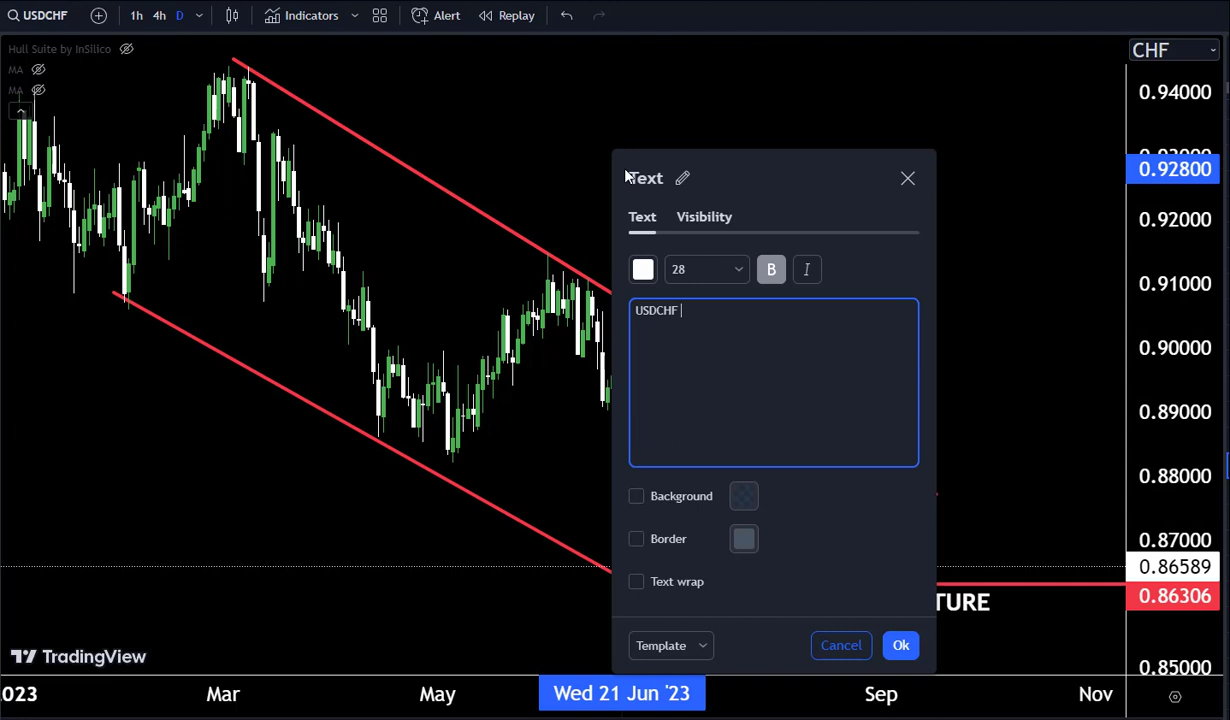 USDCHF
1h 4h D
Indicators
Alert
Replay
Hull Suite by InSilico
MA
MA
CHF
0.94000
0.93000
0.92800
0.92000
0.91000
0.90000
0.89000
0.88000
0.87000
0.86589
0.86306
0.85000
Text
Text Visibility
28 B I
USDCHF
Background
Border
Text wrap
Template
Cancel Ok
TURE
TradingView
2023 Mar May Wed 21 Jun '23 Sep Nov